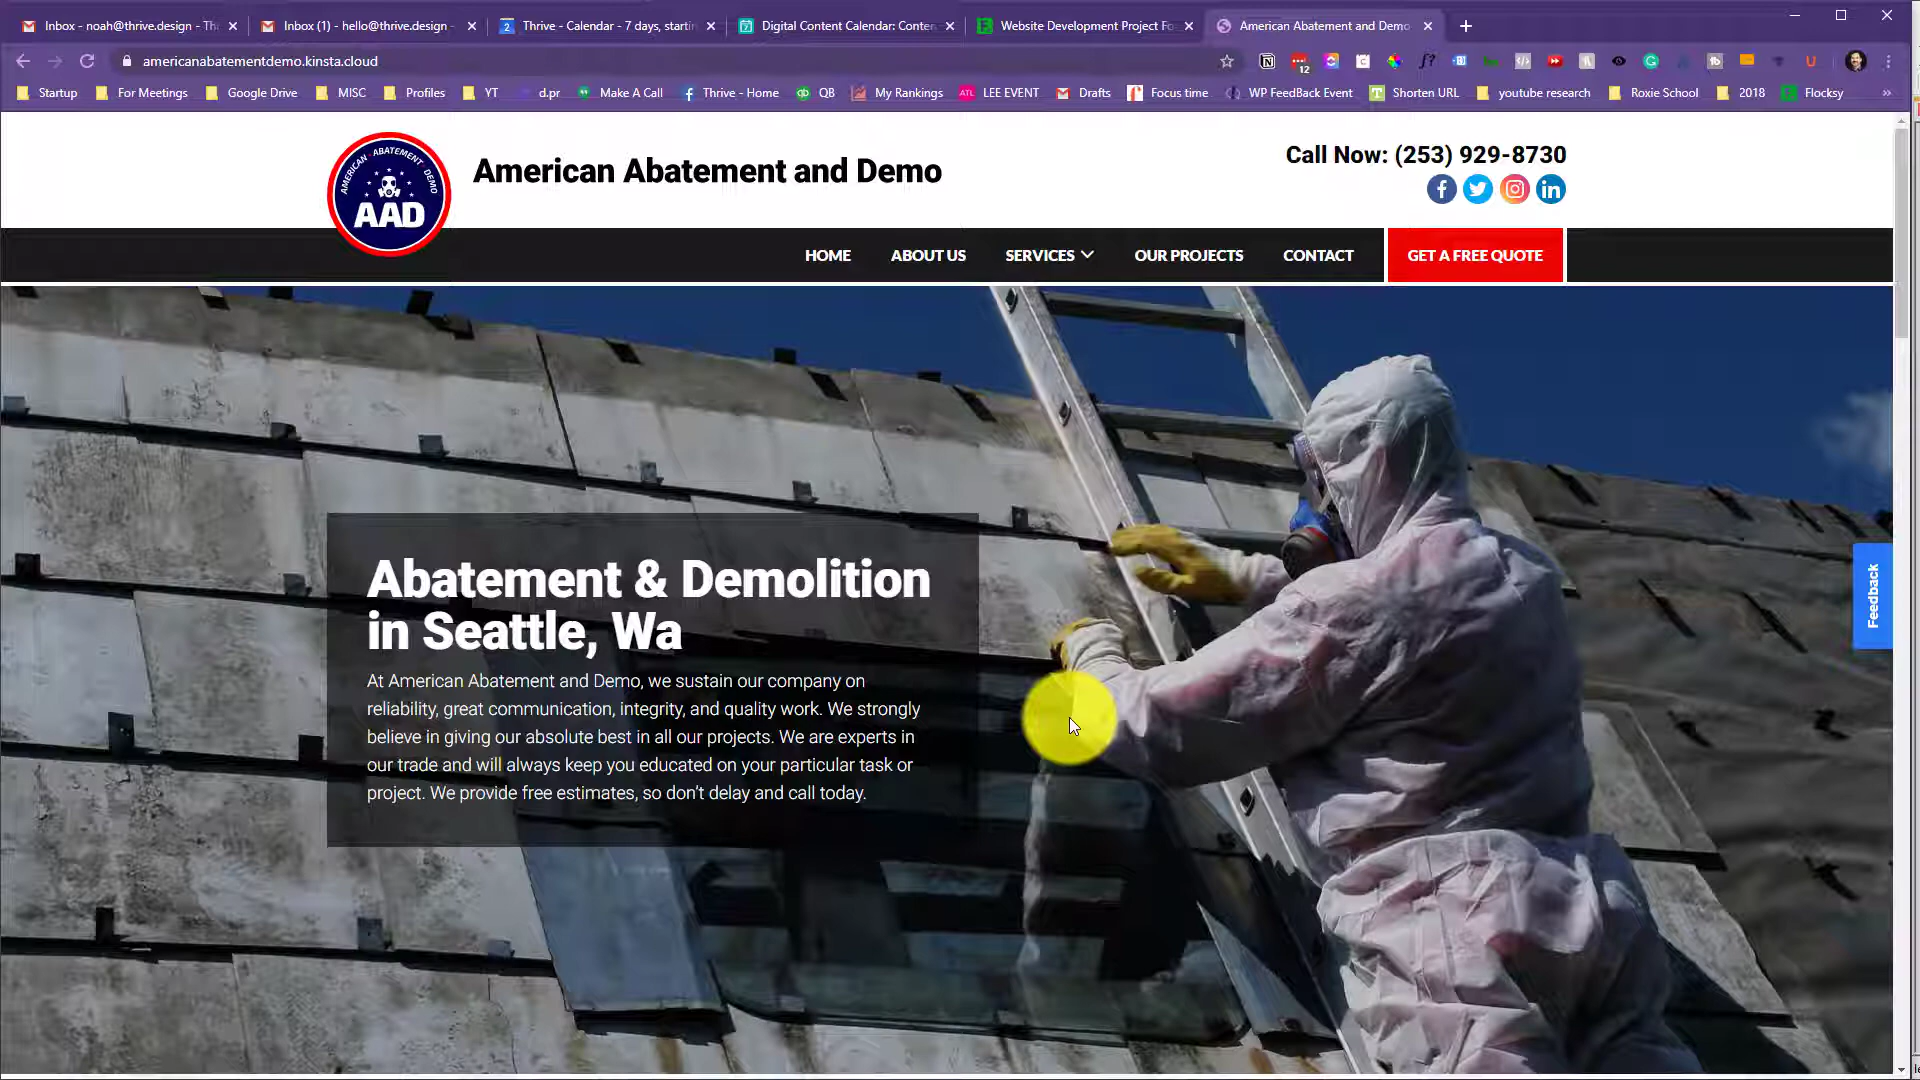 Inbox - noah@thrive.design - Th
Inbox (1) - hello@thrive.design -
Thrive - Calendar - 7 days, startin
Digital Content Calendar: Conten
Website Development Project Fo
American Abatement and Demo
americanabatementdemo.kinsta.cloud
Startup
For Meetings
Google Drive
MISC
Profiles
YT
d.pr
Make A Call
Thrive - Home
QB
My Rankings
LEE EVENT
Drafts
Focus time
WP FeedBack Event
Shorten URL
youtube research
Roxie School
2018
Flocksy
AMERICAN ABATEMENT DEMO
AAD
American Abatement and Demo
Call Now: (253) 929-8730
HOME
ABOUT US
SERVICES
OUR PROJECTS
CONTACT
GET A FREE QUOTE
Abatement & Demolition
in Seattle, Wa
At American Abatement and Demo, we sustain our company on
reliability, great communication, integrity, and quality work. We strongly
believe in giving our absolute best in all our projects. We are experts in
our trade and will always keep you educated on your particular task or
project. We provide free estimates, so don't delay and call today.
Feedback